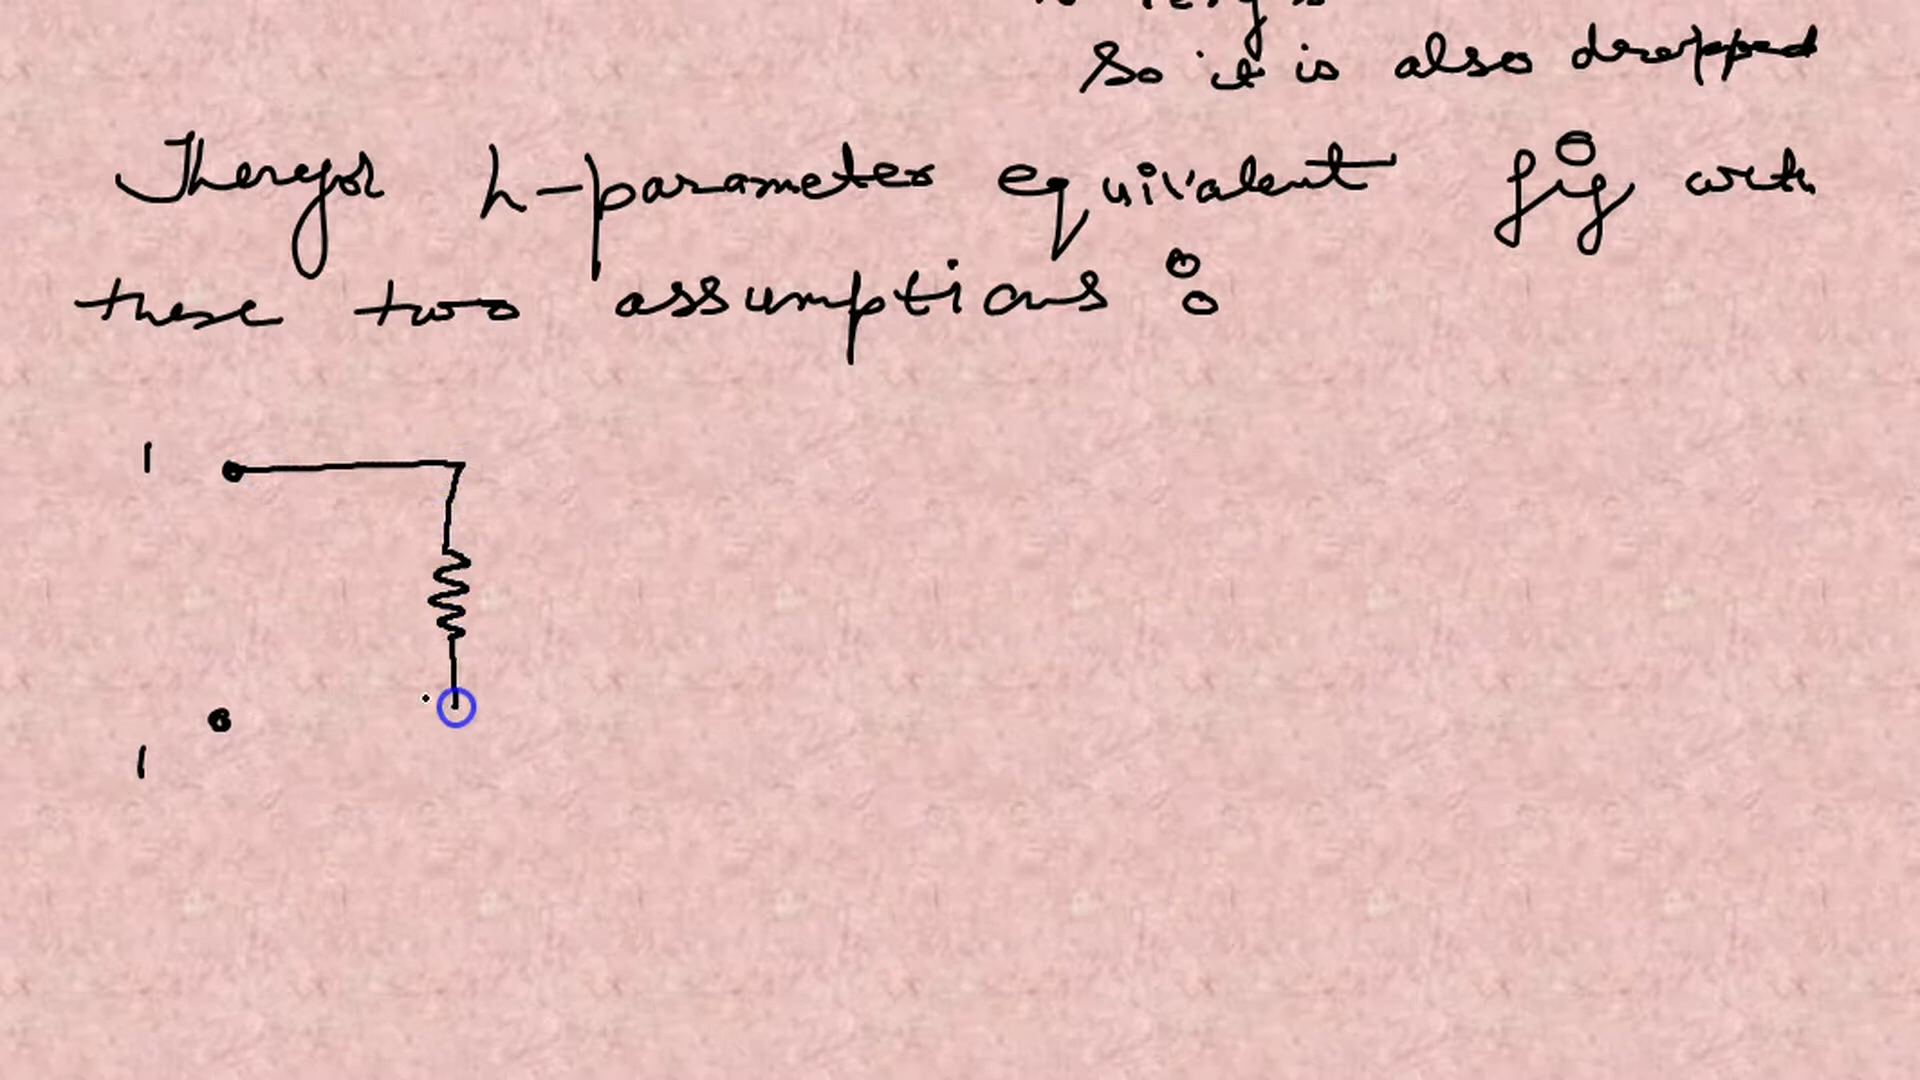 So it is also dropped
Therefor h-parameter equivalent fig with
these two assumptions :
1
1